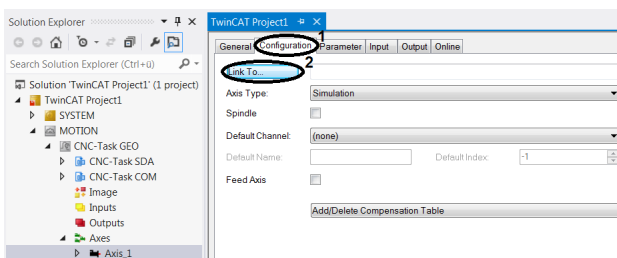 Solution Explorer
Search Solution Explorer (Ctrl+ü)
Solution 'TwinCAT Project1' (1 project)
TwinCAT Project1
SYSTEM
MOTION
CNC-Task GEO
CNC-Task SDA
CNC-Task COM
Image
Inputs
Outputs
Axes
Axis_1
TwinCAT Project1
General Configuration Parameter Input Output Online
1
Link To...
2
Axis Type: Simulation
Spindle
Default Channel: (none)
Default Name: Default Index: -1
Feed Axis
Add/Delete Compensation Table